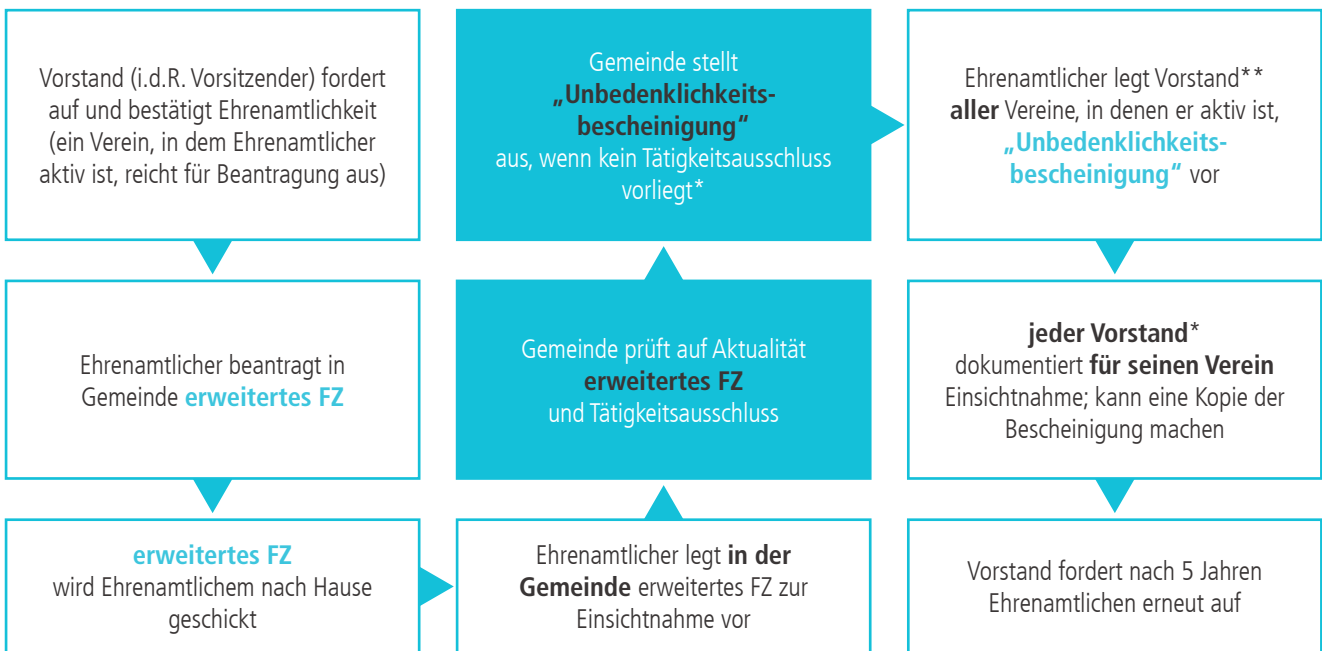 Vorstand (i.d.R. Vorsitzender) fordert
auf und bestätigt Ehrenamtlichkeit
(ein Verein, in dem Ehrenamtlicher
aktiv ist, reicht für Beantragung aus)
Ehrenamtlicher beantragt in
Gemeinde erweitertes FZ
erweitertes FZ
wird Ehrenamtlichem nach Hause
geschickt
Ehrenamtlicher legt in der
Gemeinde erweitertes FZ zur
Einsichtnahme vor
Gemeinde prüft auf Aktualität
erweitertes FZ
und Tätigkeitsausschluss
Gemeinde stellt
„Unbedenklichkeits-
bescheinigung“
aus, wenn kein Tätigkeitsausschluss
vorliegt*
Ehrenamtlicher legt Vorstand**
aller Vereine, in denen er aktiv ist,
„Unbedenklichkeits-
bescheinigung“ vor
jeder Vorstand*
dokumentiert für seinen Verein
Einsichtnahme; kann eine Kopie der
Bescheinigung machen
Vorstand fordert nach 5 Jahren
Ehrenamtlichen erneut auf